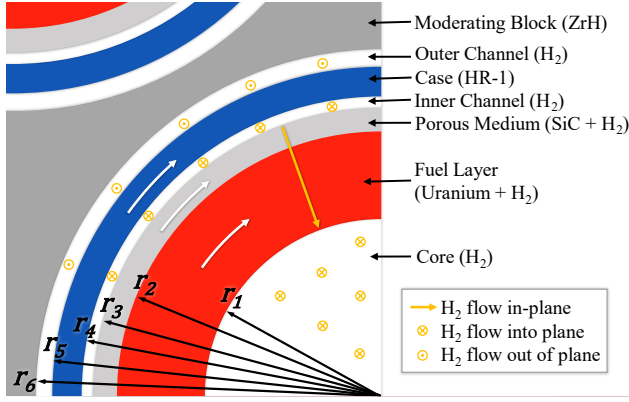 Moderating Block (ZrH)
Outer Channel (H₂)
Case (HR-1)
Inner Channel (H₂)
Porous Medium (SiC + H₂)
Fuel Layer
(Uranium + H₂)
Core (H₂)
r₁
r₂
r₃
r₄
r₅
r₆
H₂ flow in-plane
H₂ flow into plane
H₂ flow out of plane